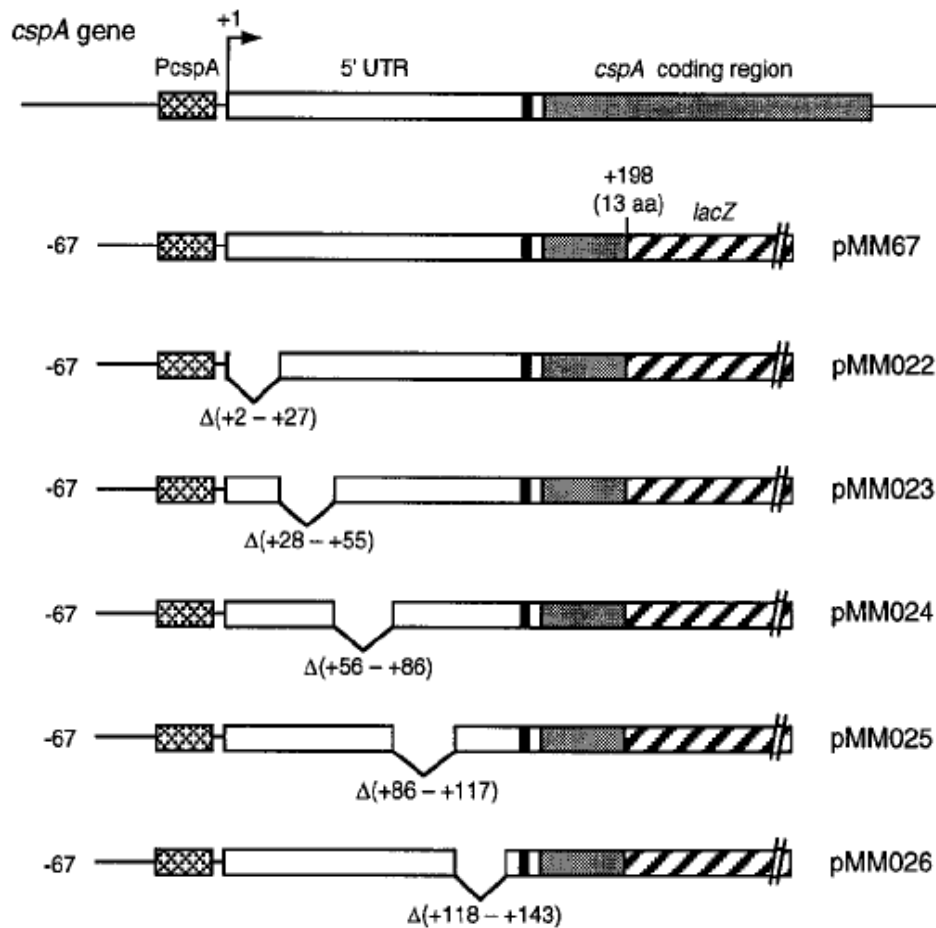 cspA gene
+1
PcspA 5' UTR cspA coding region
+198
(13 aa) lacZ
-67 pMM67
-67 pMM022
Δ(+2 – +27)
-67 pMM023
Δ(+28 – +55)
-67 pMM024
Δ(+56 – +86)
-67 pMM025
Δ(+86 – +117)
-67 pMM026
Δ(+118 – +143)